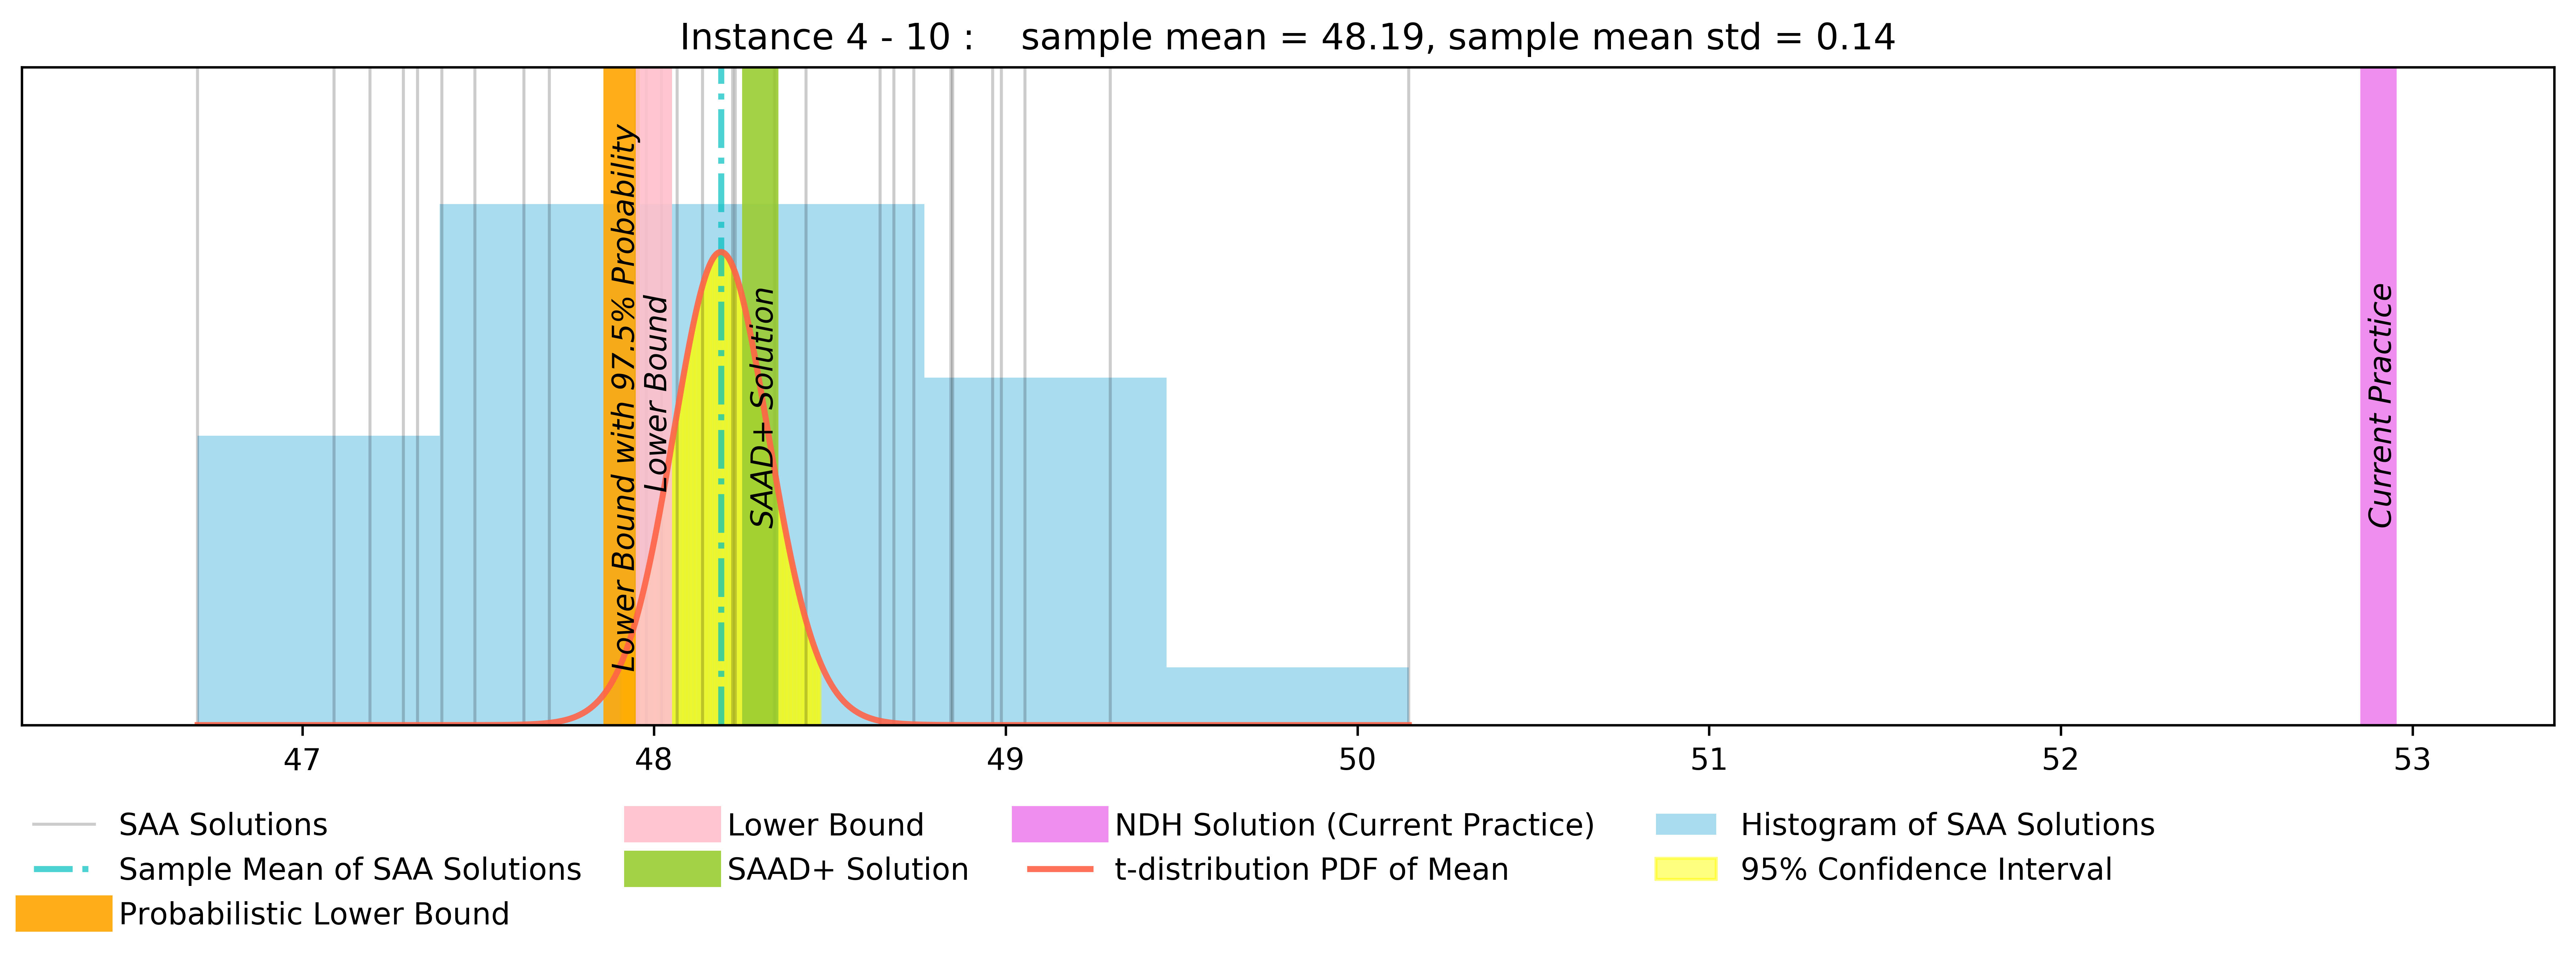 Instance 4 - 10 :    sample mean = 48.19, sample mean std = 0.14
Lower Bound with 97.5% Probability
Lower Bound
SAAD+ Solution
Current Practice
47 48 49 50 51 52 53
SAA Solutions
Sample Mean of SAA Solutions
Probabilistic Lower Bound
Lower Bound
SAAD+ Solution
NDH Solution (Current Practice)
t-distribution PDF of Mean
Histogram of SAA Solutions
95% Confidence Interval